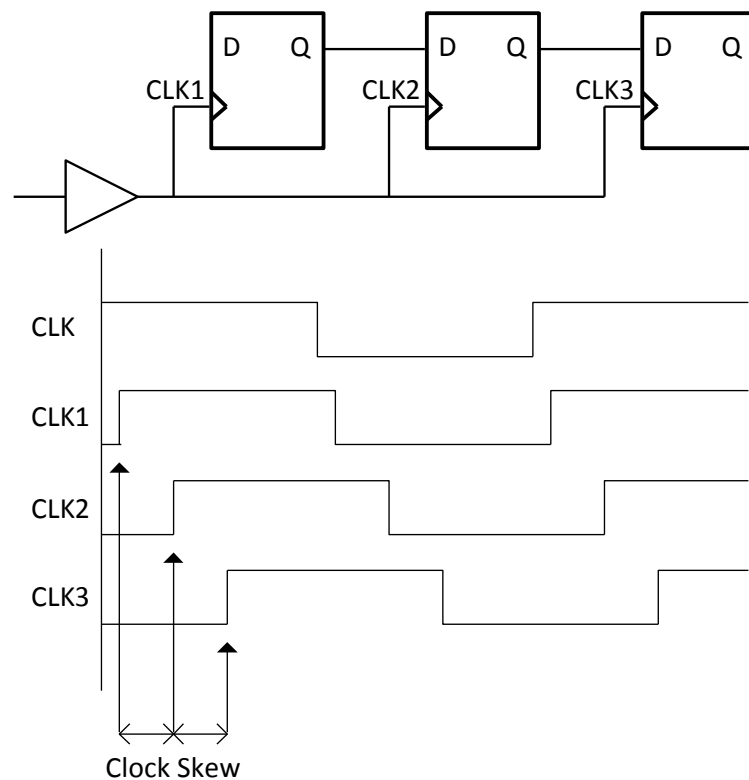 D Q D Q D Q
CLK1 CLK2 CLK3
CLK
CLK1
CLK2
CLK3
Clock Skew